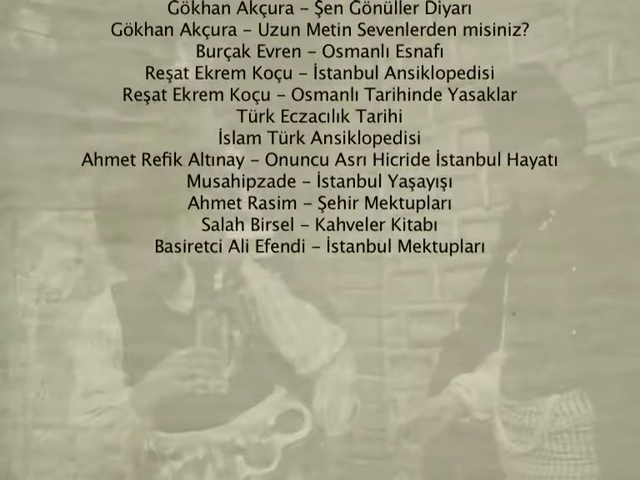 Gökhan Akçura – Şen Gönüller Diyarı
Gökhan Akçura – Uzun Metin Sevenlerden misiniz?
Burçak Evren – Osmanlı Esnafı
Reşat Ekrem Koçu – İstanbul Ansiklopedisi
Reşat Ekrem Koçu – Osmanlı Tarihinde Yasaklar
Türk Eczacılık Tarihi
İslam Türk Ansiklopedisi
Ahmet Refik Altınay – Onuncu Asrı Hicride İstanbul Hayatı
Musahipzade – İstanbul Yaşayışı
Ahmet Rasim – Şehir Mektupları
Salah Birsel – Kahveler Kitabı
Basiretci Ali Efendi – İstanbul Mektupları